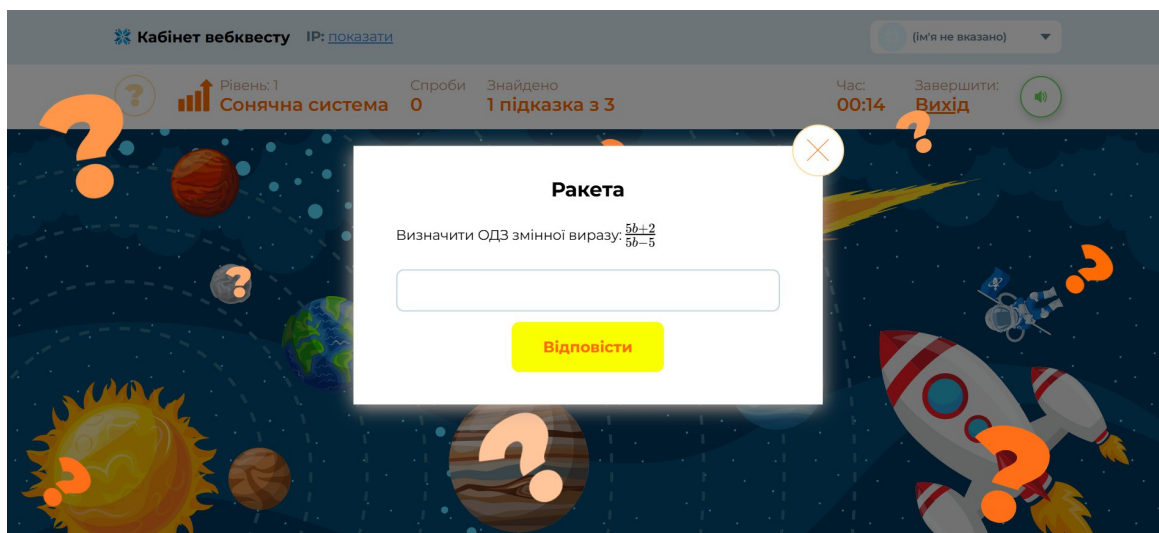 Кабінет вебквесту IP: показати
(ім'я не вказано)
?
Рівень: 1
Сонячна система
Спроби
0
Знайдено
1 підказка з 3
Час:
00:14
Завершити:
Вихід
Ракета
Визначити ОДЗ змінної виразу: \frac{5b+2}{5b-5}
Відповісти